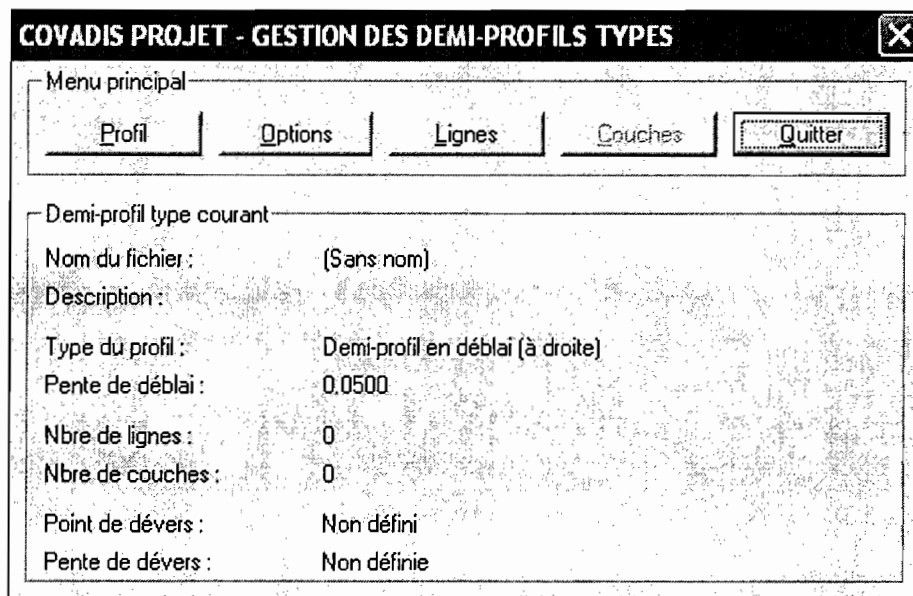 COVADIS PROJET - GESTION DES DEMI-PROFILS TYPES
Menu principal
Profil Options Lignes Couches Quitter
Demi-profil type courant
Nom du fichier : (Sans nom)
Description :
Type du profil : Demi-profil en déblai (à droite)
Pente de déblai : 0.0500
Nbre de lignes : 0
Nbre de couches : 0
Point de dévers : Non défini
Pente de dévers : Non définie